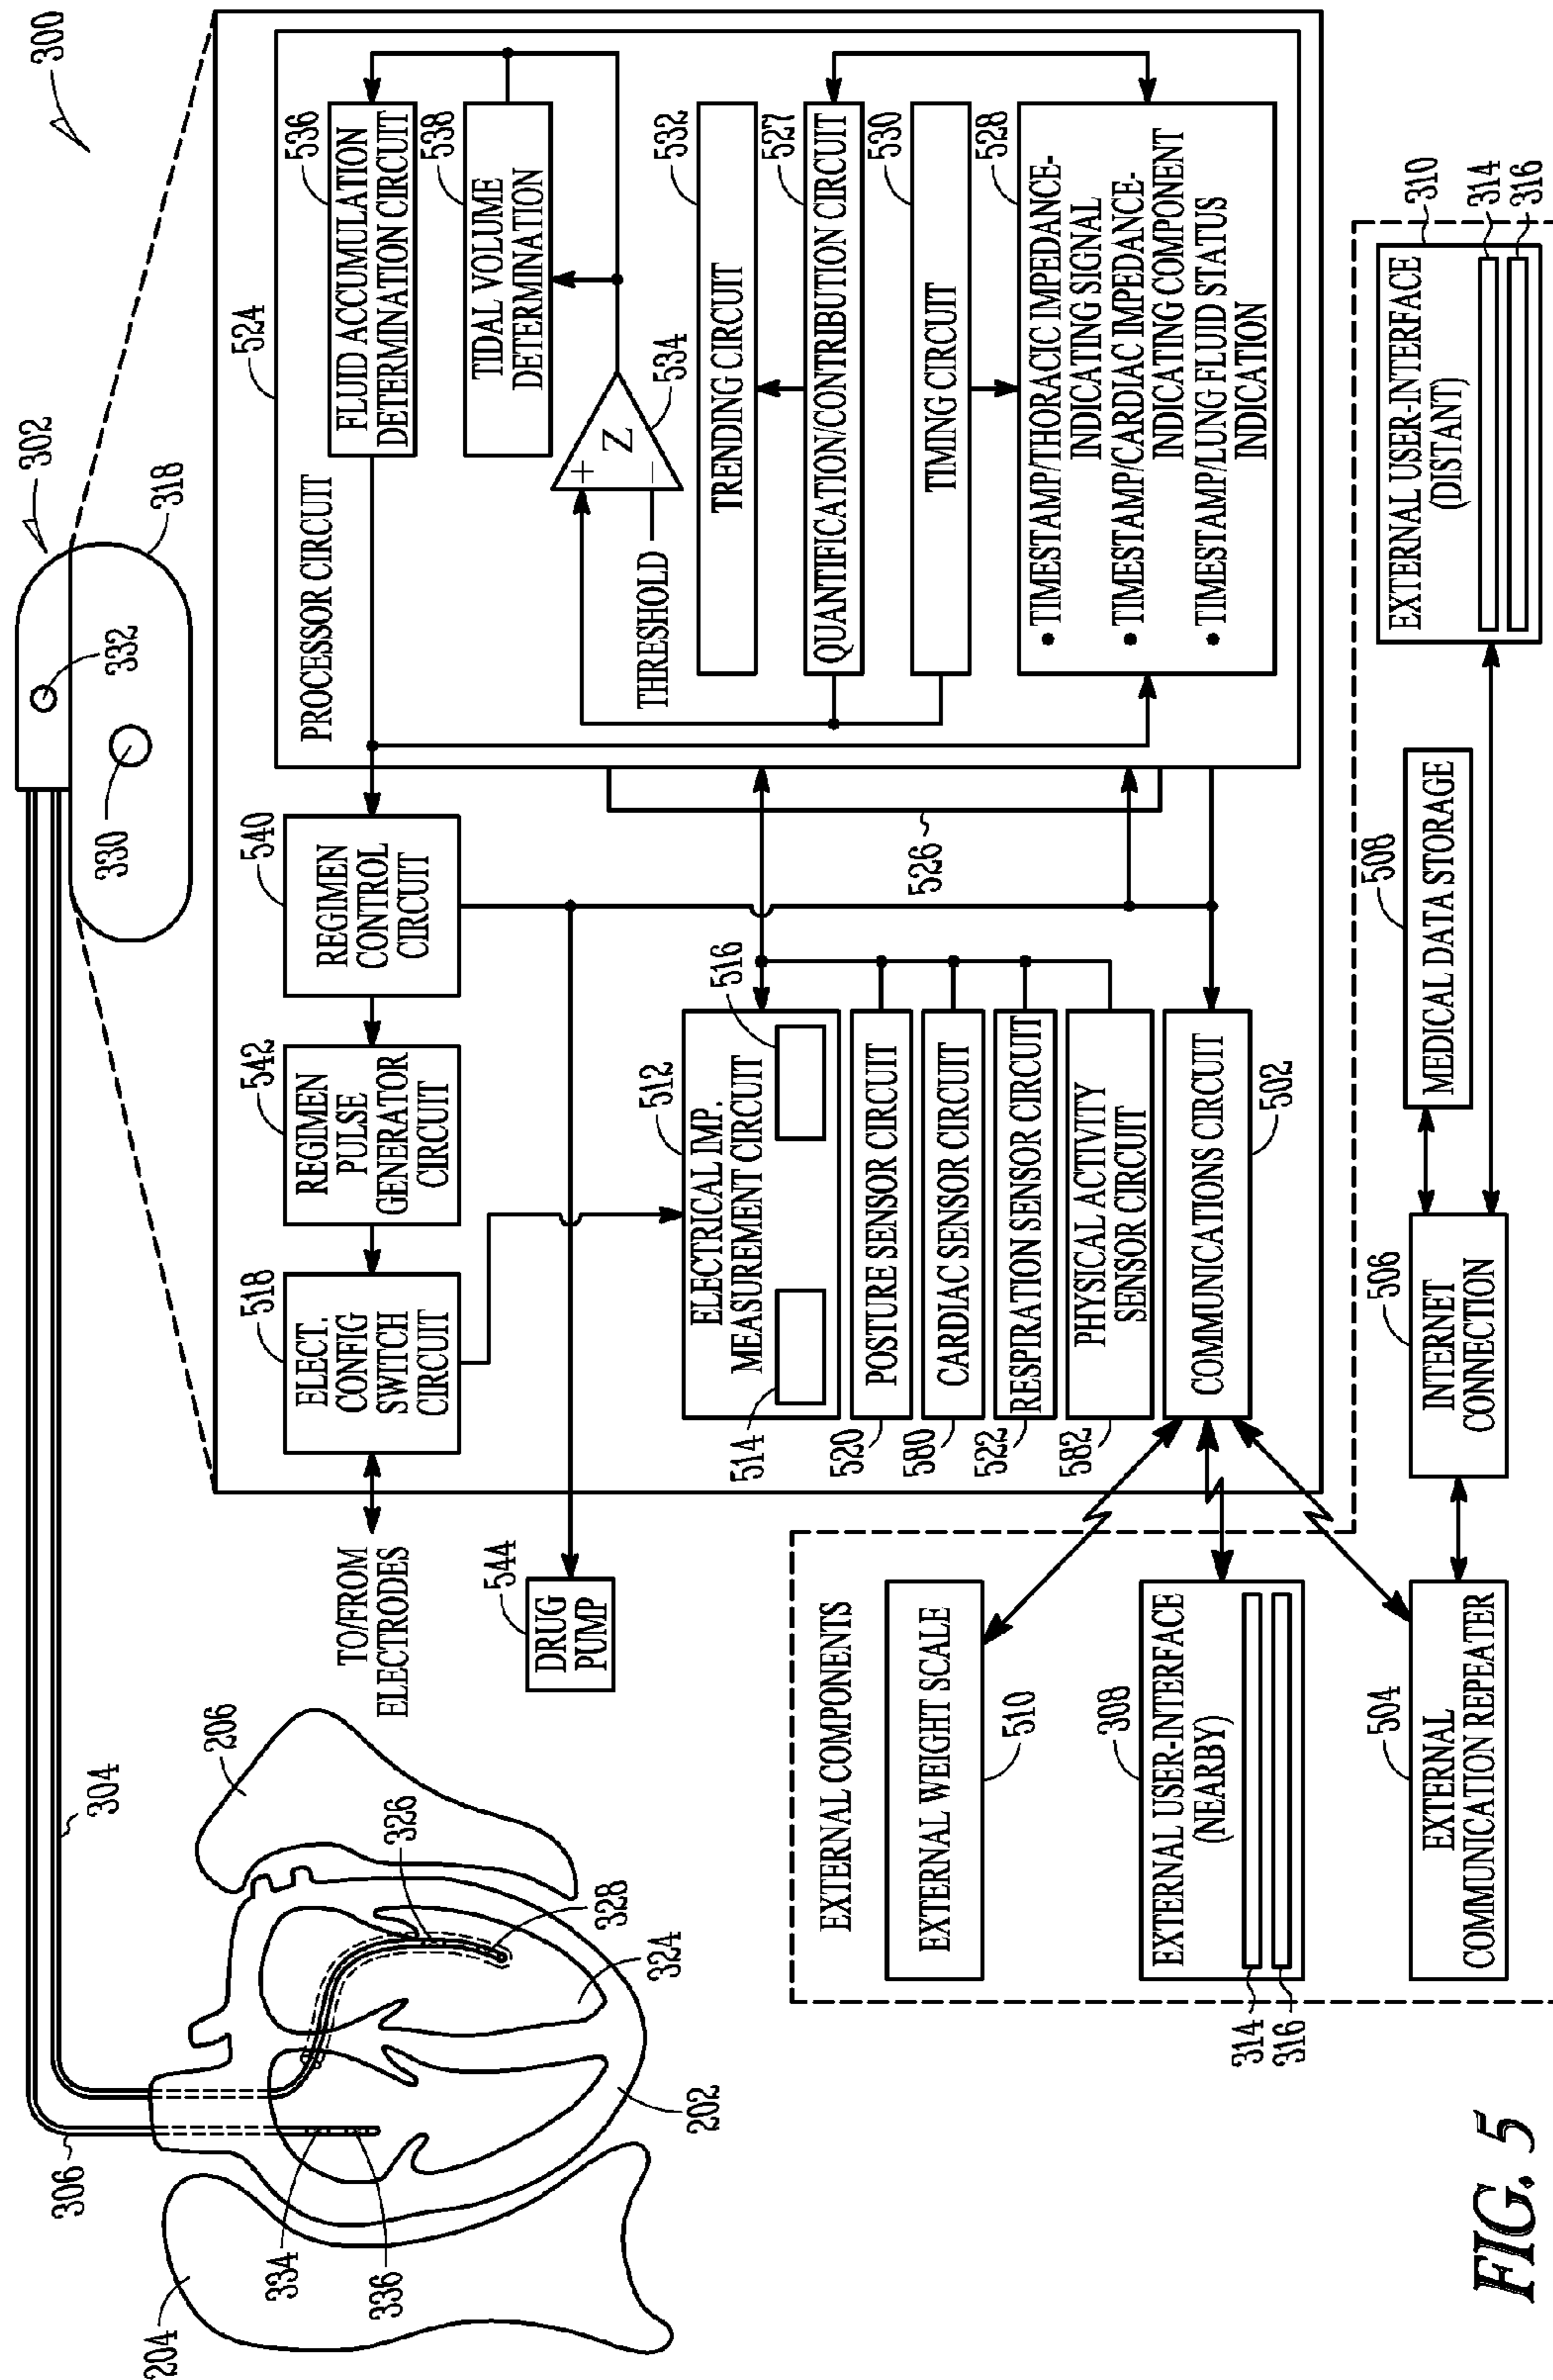 300
302
318
332
330
304
306
206
326
328
324
202
204
334
336
TO/FROM
ELECTRODES
544
DRUG
PUMP
518
ELECT.
CONFIG
SWITCH
CIRCUIT
542
REGIMEN
PULSE
GENERATOR
CIRCUIT
540
REGIMEN
CONTROL
CIRCUIT
524
PROCESSOR CIRCUIT
536
FLUID ACCUMULATION
DETERMINATION CIRCUIT
538
TIDAL VOLUME
DETERMINATION
+
Z
−
534
THRESHOLD
532
TRENDING CIRCUIT
527
QUANTIFICATION/CONTRIBUTION CIRCUIT
530
TIMING CIRCUIT
528
• TIMESTAMP/THORACIC IMPEDANCE-
INDICATING SIGNAL
• TIMESTAMP/CARDIAC IMPEDANCE-
INDICATING COMPONENT
• TIMESTAMP/LUNG FLUID STATUS
INDICATION
526
512
ELECTRICAL IMP.
MEASUREMENT CIRCUIT
514
516
520
POSTURE SENSOR CIRCUIT
580
CARDIAC SENSOR CIRCUIT
522
RESPIRATION SENSOR CIRCUIT
582
PHYSICAL ACTIVITY
SENSOR CIRCUIT
COMMUNICATIONS CIRCUIT
502
EXTERNAL COMPONENTS
EXTERNAL WEIGHT SCALE
510
308
EXTERNAL USER-INTERFACE
(NEARBY)
314
316
504
EXTERNAL
COMMUNICATION REPEATER
506
INTERNET
CONNECTION
508
MEDICAL DATA STORAGE
310
EXTERNAL USER-INTERFACE
(DISTANT)
314
316
FIG. 5